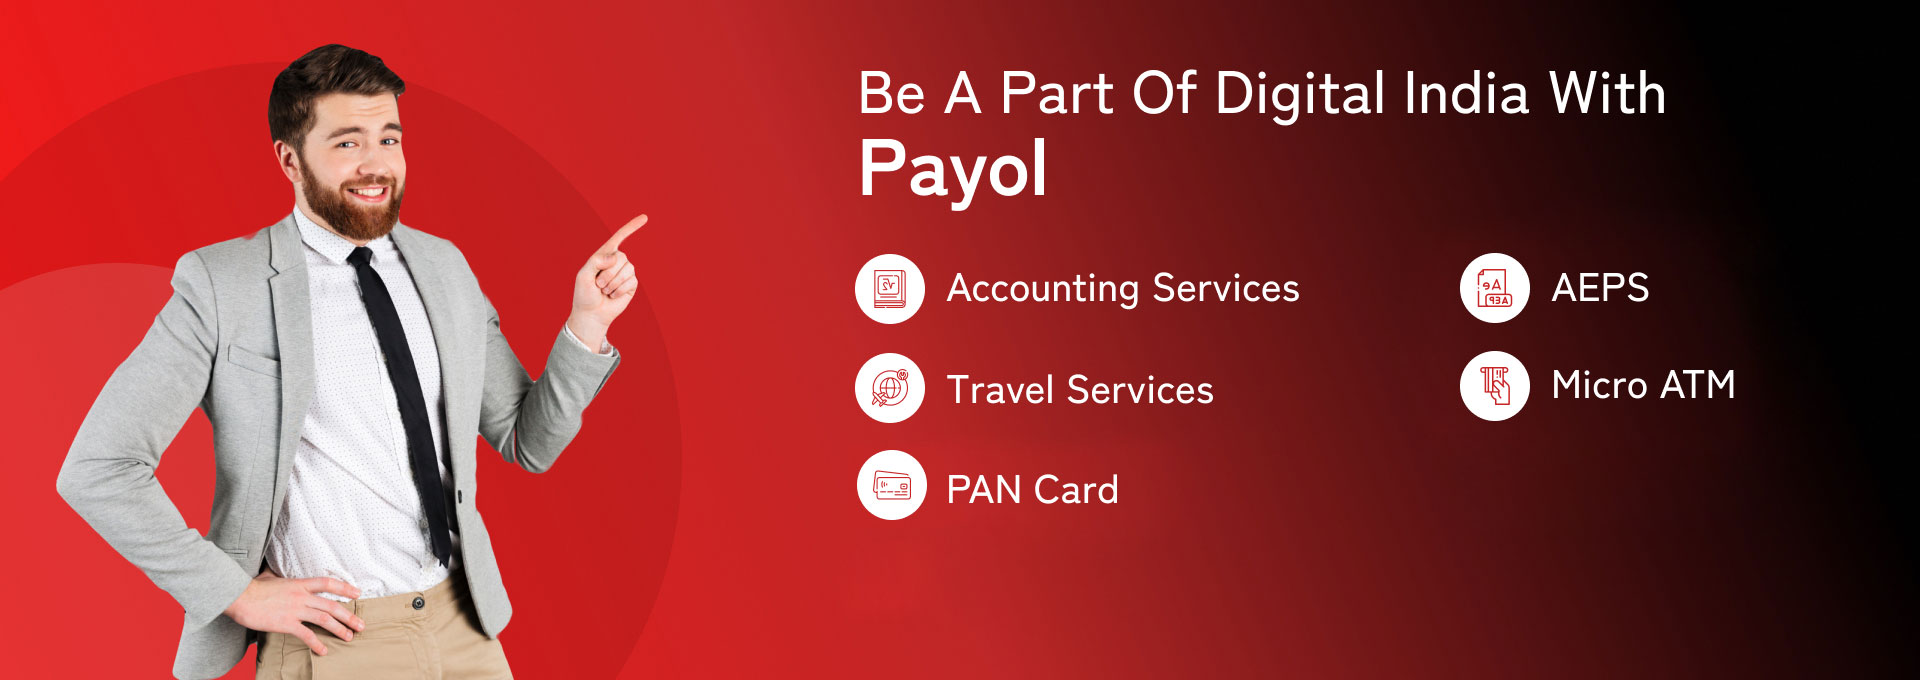 Be A Part Of Digital India With
Payol
Accounting Services
AEPS
Travel Services
Micro ATM
PAN Card